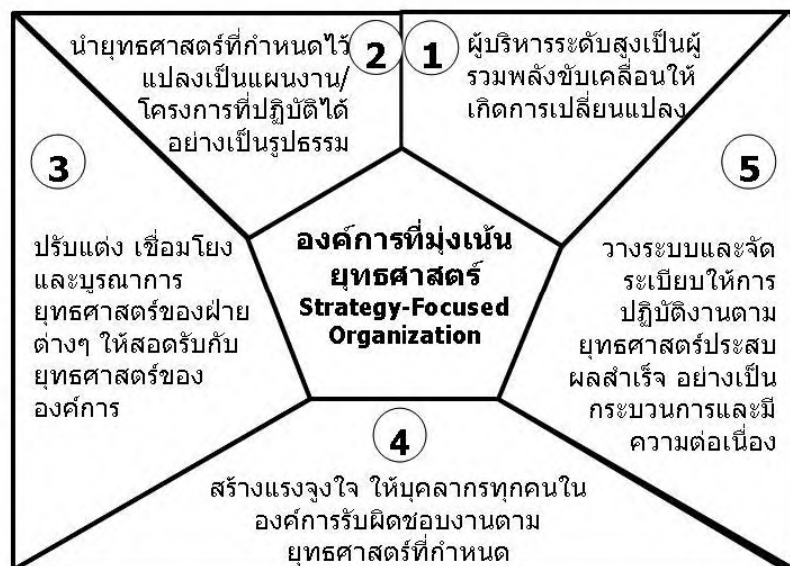 1
ผู้บริหารระดับสูงเป็นผู้
รวมพลังขับเคลื่อนให้
เกิดการเปลี่ยนแปลง
2
นำยุทธศาสตร์ที่กำหนดไว้
แปลงเป็นแผนงาน/
โครงการที่ปฏิบัติได้
อย่างเป็นรูปธรรม
3
ปรับแต่ง เชื่อมโยง
และบูรณาการ
ยุทธศาสตร์ของฝ่าย
ต่างๆ ให้สอดรับกับ
ยุทธศาสตร์ของ
องค์การ
องค์การที่มุ่งเน้น
ยุทธศาสตร์
Strategy-Focused
Organization
4
สร้างแรงจูงใจ ให้บุคลากรทุกคนใน
องค์การรับผิดชอบงานตาม
ยุทธศาสตร์ที่กำหนด
5
วางระบบและจัด
ระเบียบให้การ
ปฏิบัติงานตาม
ยุทธศาสตร์ประสบ
ผลสำเร็จ อย่างเป็น
กระบวนการและมี
ความต่อเนื่อง